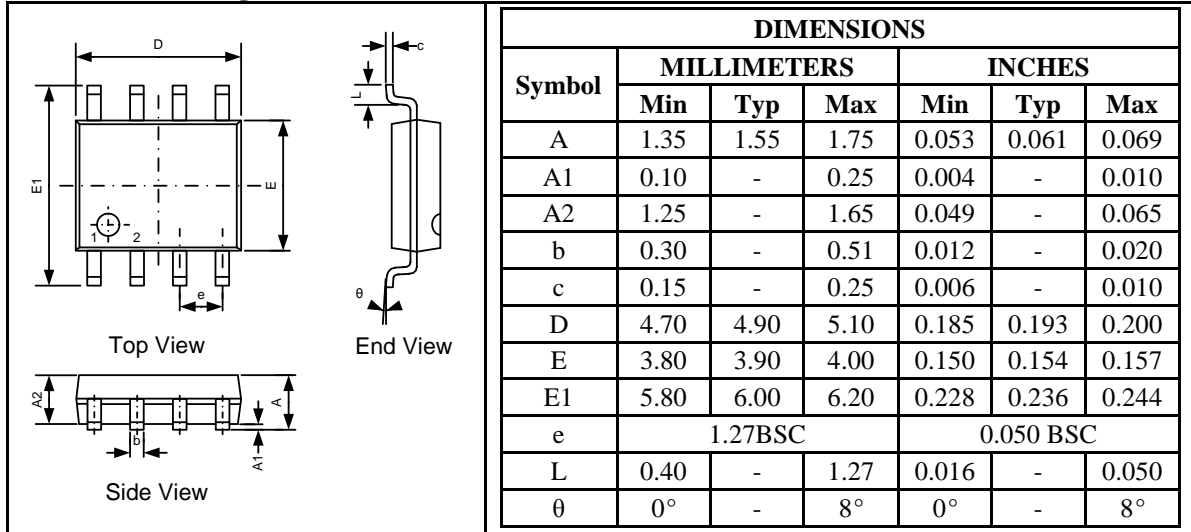 D
E1
E
1 2
e
Top View
c
L
θ
End View
A2
A
b
A1
Side View
DIMENSIONS
Symbol MILLIMETERS INCHES
Min Typ Max Min Typ Max
A 1.35 1.55 1.75 0.053 0.061 0.069
A1 0.10 - 0.25 0.004 - 0.010
A2 1.25 - 1.65 0.049 - 0.065
b 0.30 - 0.51 0.012 - 0.020
c 0.15 - 0.25 0.006 - 0.010
D 4.70 4.90 5.10 0.185 0.193 0.200
E 3.80 3.90 4.00 0.150 0.154 0.157
E1 5.80 6.00 6.20 0.228 0.236 0.244
e 1.27BSC 0.050 BSC
L 0.40 - 1.27 0.016 - 0.050
θ 0° - 8° 0° - 8°